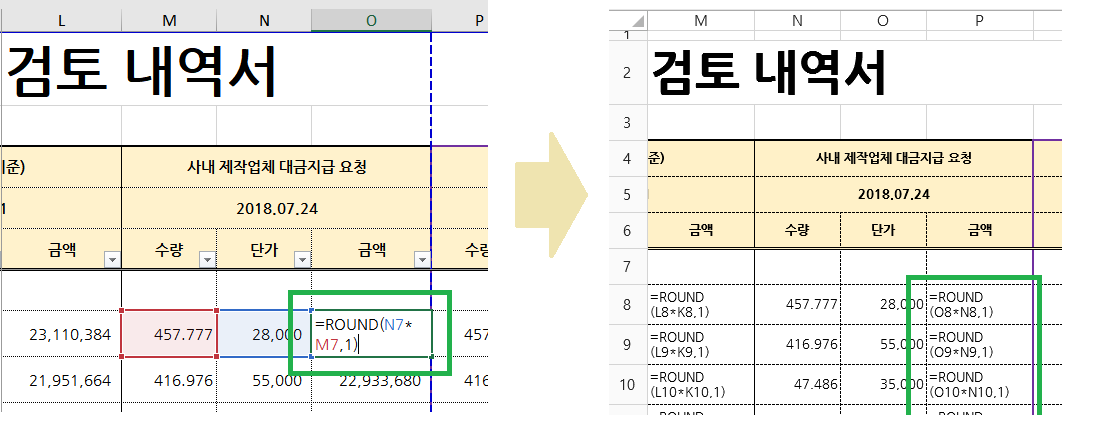 L M N O P
검토 내역서
준) 사내 제작업체 대금지급 요청
1 2018.07.24
금액 수량 단가 금액 수량
23,110,384 457.777 28,000 =ROUND(N7*
M7,1) 457
21,951,664 416.976 55,000 22,933,680 416
M N O P
1
2 검토 내역서
3
4 준) 사내 제작업체 대금지급 요청
5 2018.07.24
6 금액 수량 단가 금액
7
8 =ROUND
(L8*K8,1) 457.777 28,000 =ROUND
(O8*N8,1)
9 =ROUND
(L9*K9,1) 416.976 55,000 =ROUND
(O9*N9,1)
10 =ROUND
(L10*K10,1) 47.486 35,000 =ROUND
(O10*N10,1)